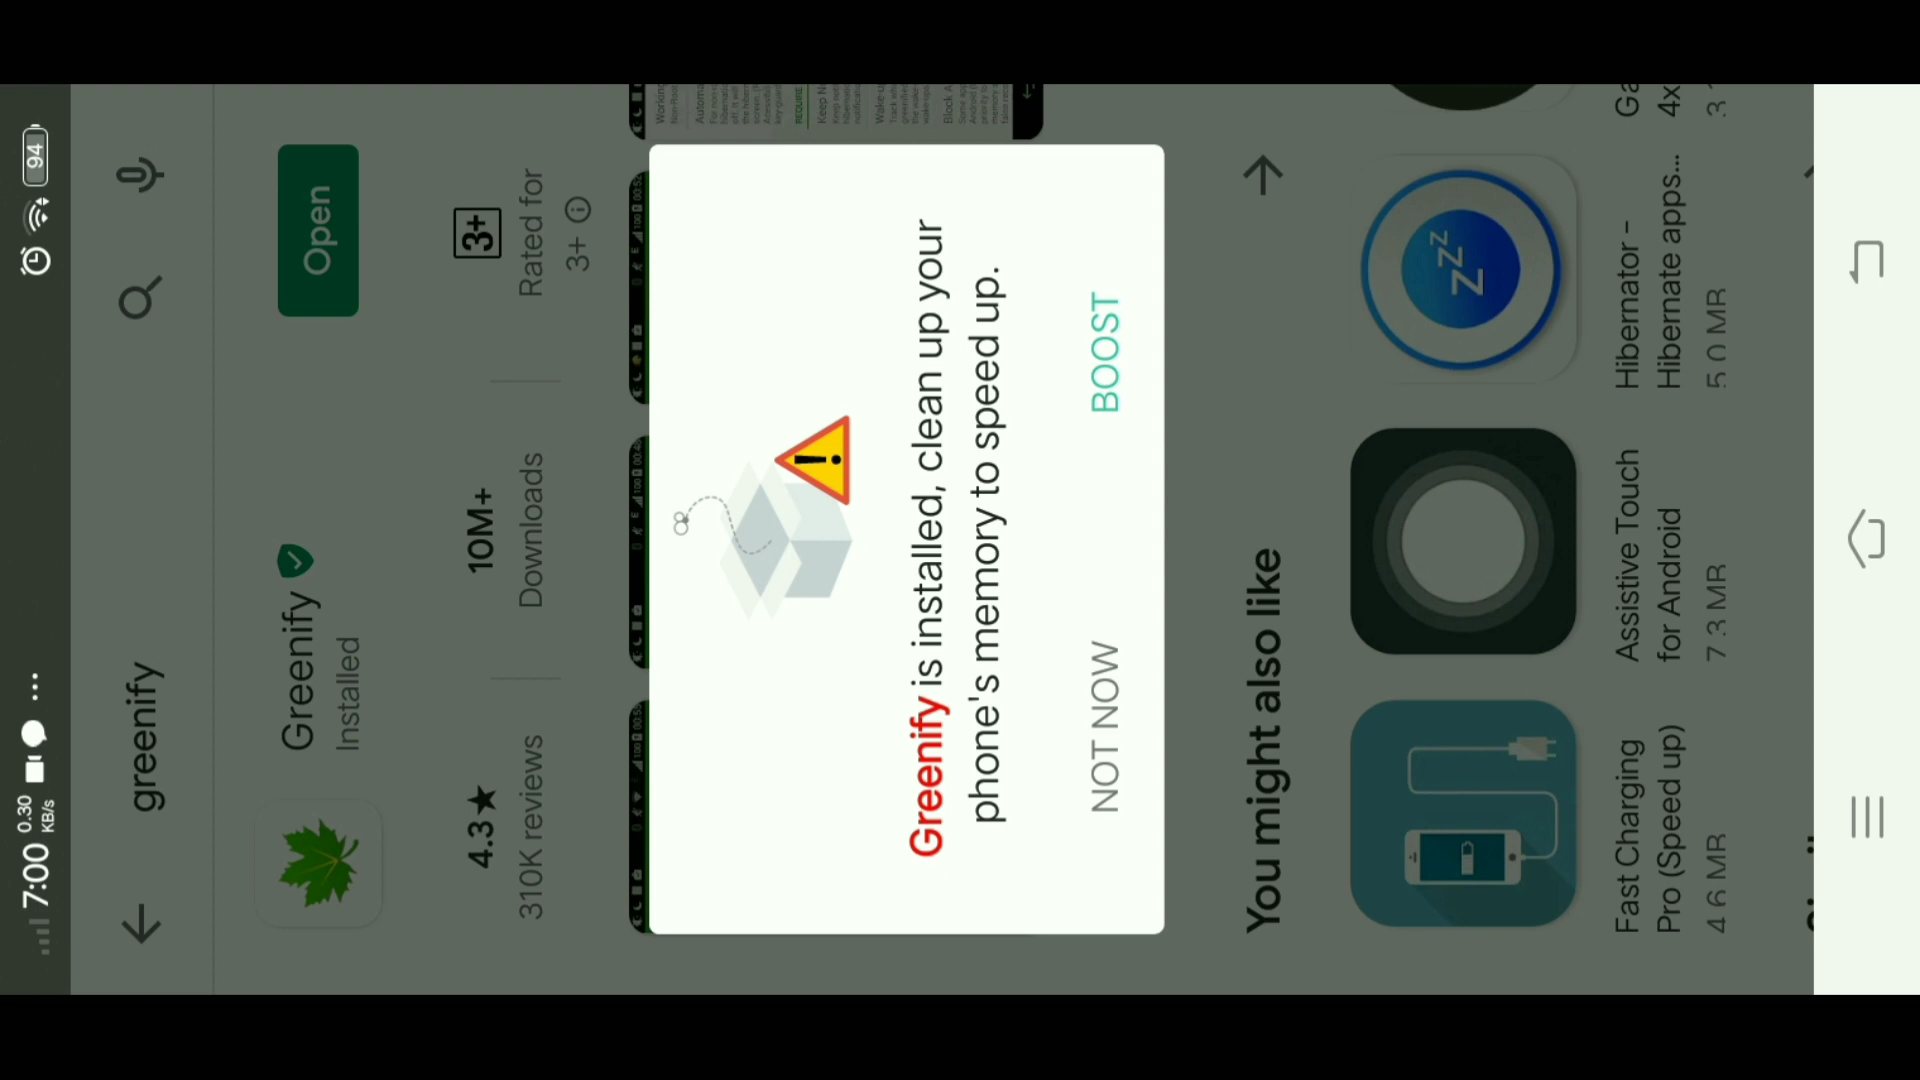 7:00 0.30 KB/s ... 94
greenify
Greenify
Installed
Open
4.3★
310K reviews
10M+
Downloads
3+
Rated for
3+
Greenify is installed, clean up your
phone's memory to speed up.
NOT NOW BOOST
You might also like
Fast Charging
Pro (Speed up)
4.6 MB
Assistive Touch
for Android
7.3 MB
Hibernator -
Hibernate apps...
5.0 MB
Ga
4x